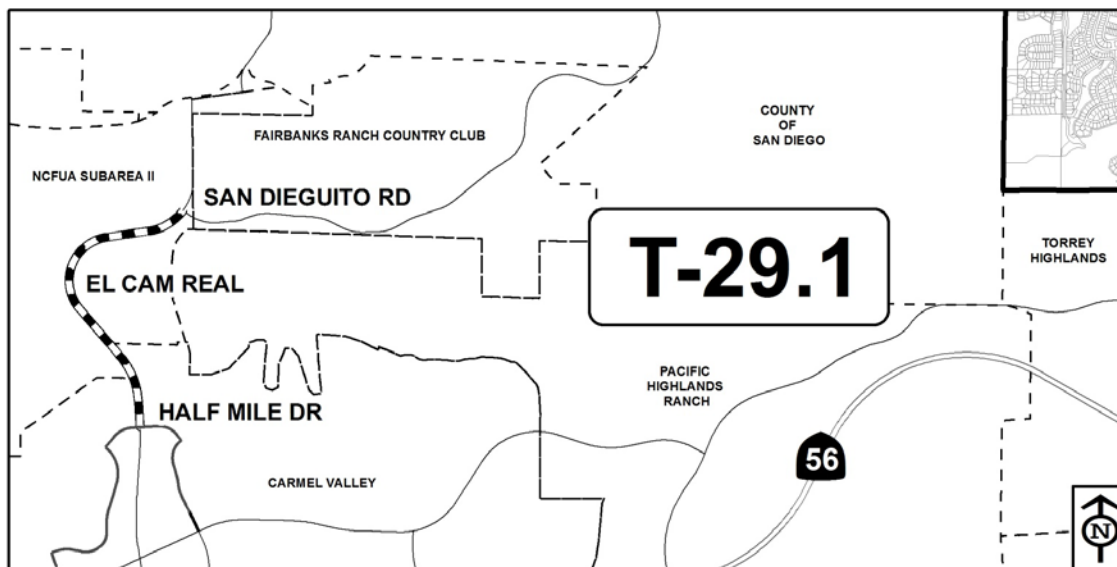 COUNTY
OF
SAN DIEGO
FAIRBANKS RANCH COUNTRY CLUB
NCFUA SUBAREA II
SAN DIEGUITO RD
TORREY
HIGHLANDS
T-29.1
EL CAM REAL
PACIFIC
HIGHLANDS
RANCH
HALF MILE DR
56
CARMEL VALLEY
N